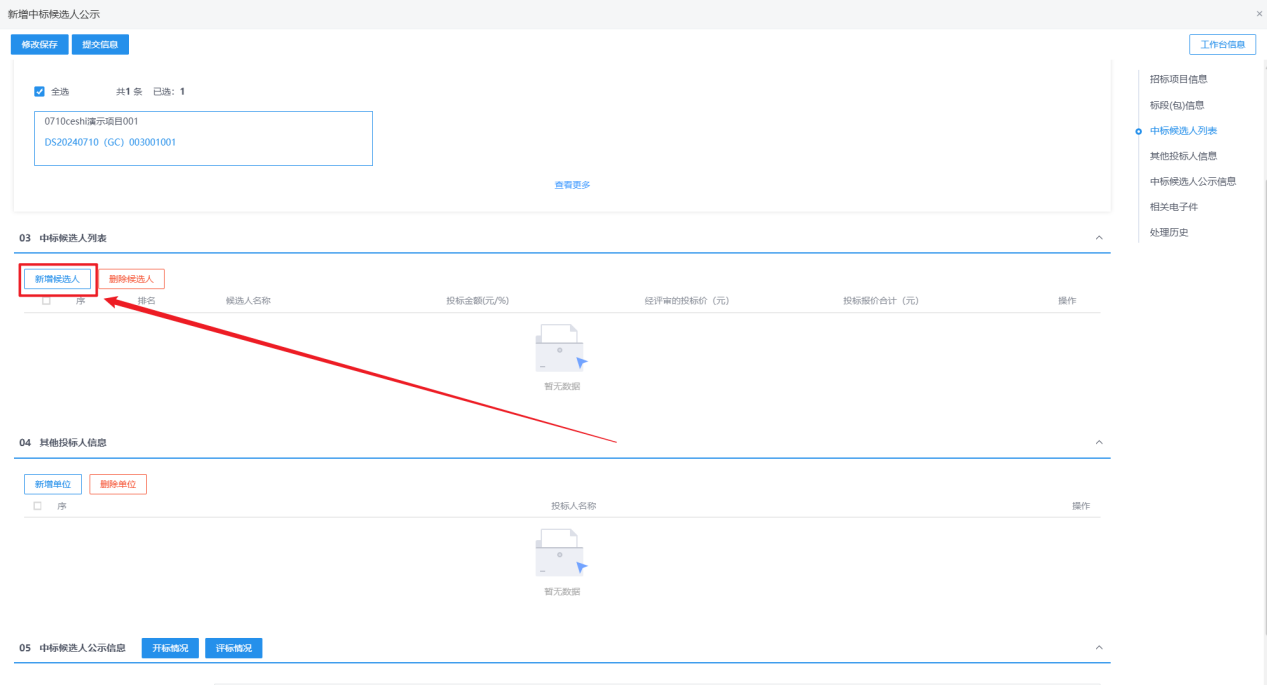 新增中标候选人公示
×
修改保存 提交信息 工作台信息
全选 共1 条 已选：1
0710ceshi演示项目001
DS20240710（GC）003001001
查看更多
招标项目信息
标段(包)信息
中标候选人列表
其他投标人信息
中标候选人公示信息
相关电子件
处理历史
03 中标候选人列表
新增候选人 删除候选人
序 排名 候选人名称 投标金额(元/%) 经评审的投标价（元） 投标报价合计（元） 操作
暂无数据
04 其他投标人信息
新增单位 删除单位
序 投标人名称 操作
暂无数据
05 中标候选人公示信息 开标情况 评标情况